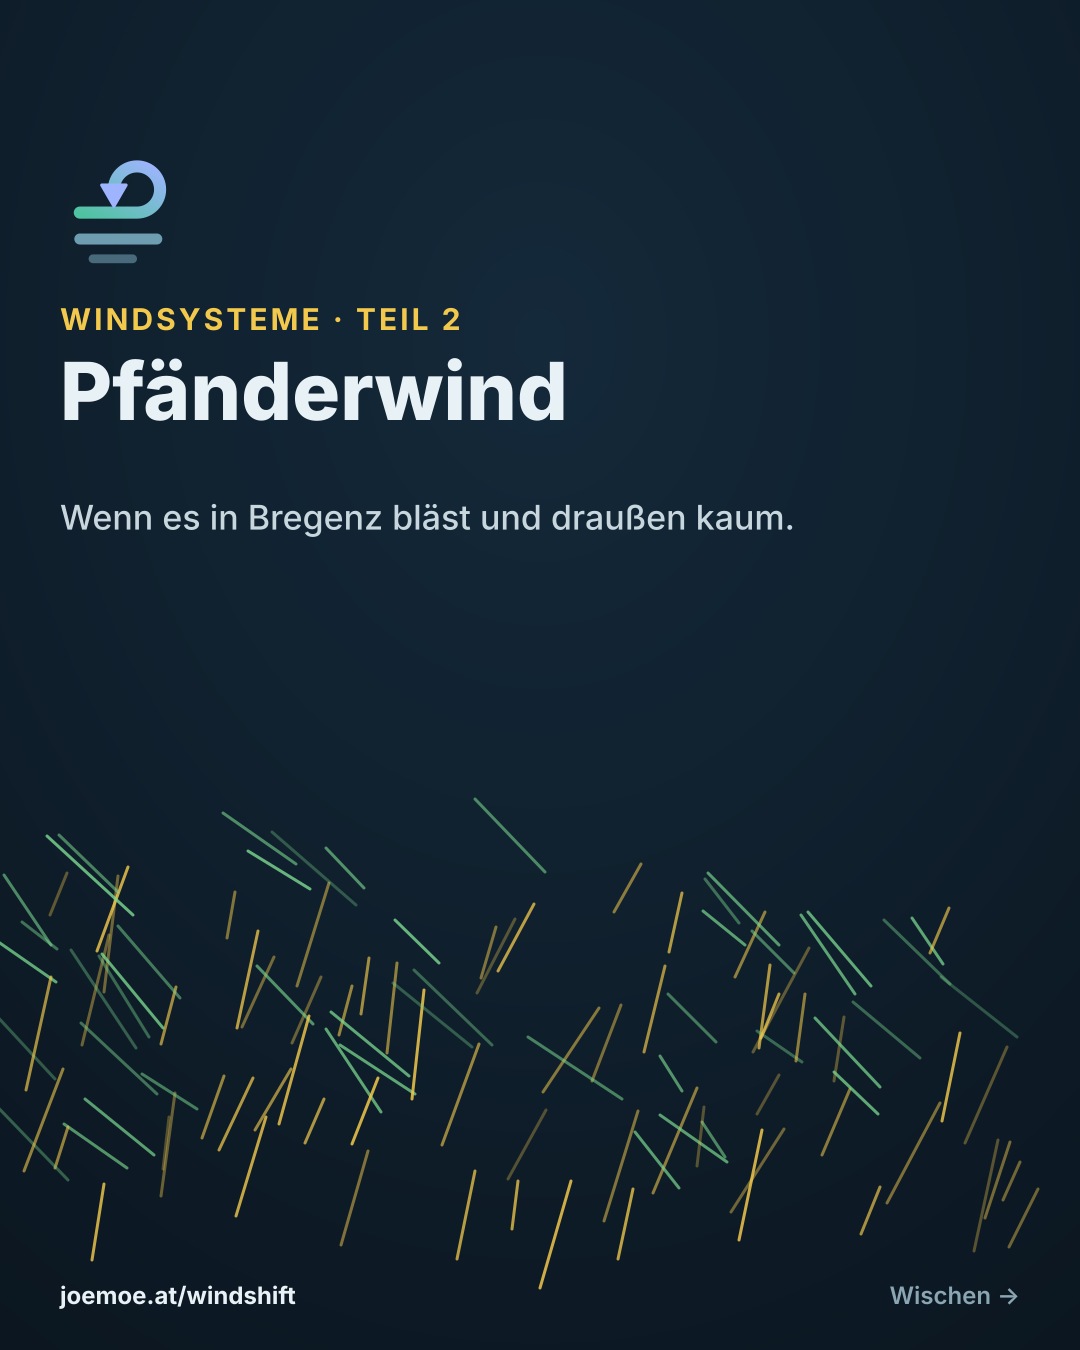 WINDSYSTEME · TEIL 2
Pfänderwind
Wenn es in Bregenz bläst und draußen kaum.
joemoe.at/windshift
Wischen →